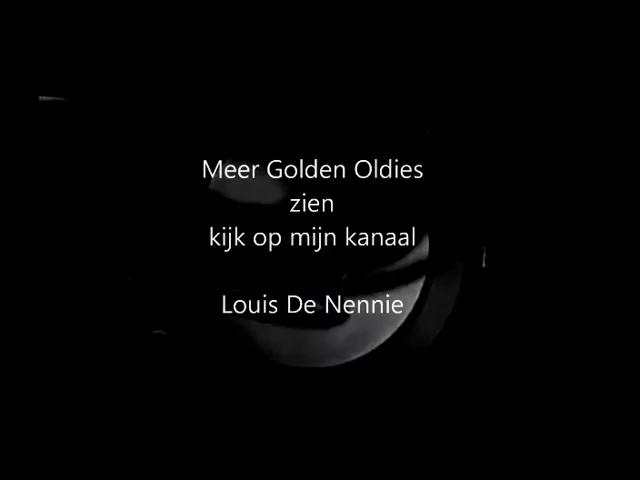 Meer Golden Oldies
zien
kijk op mijn kanaal
Louis De Nennie